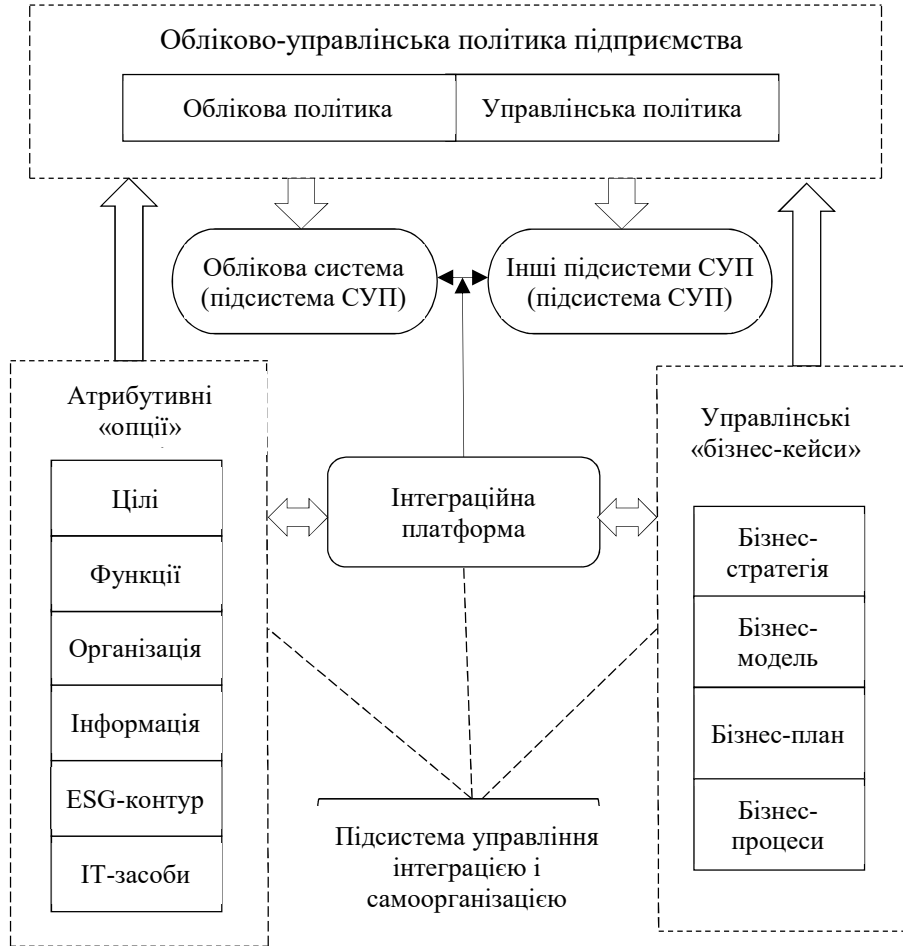 Обліково-управлінська політика підприємства
Облікова політика
Управлінська політика
Облікова система
(підсистема СУП)
Інші підсистеми СУП
(підсистема СУП)
Атрибутивні
«опції»
Цілі
Функції
Організація
Інформація
ESG-контур
ІТ-засоби
Інтеграційна
платформа
Управлінські
«бізнес-кейси»
Бізнес-
стратегія
Бізнес-
модель
Бізнес-план
Бізнес-
процеси
Підсистема управління
інтеграцією і
самоорганізацією